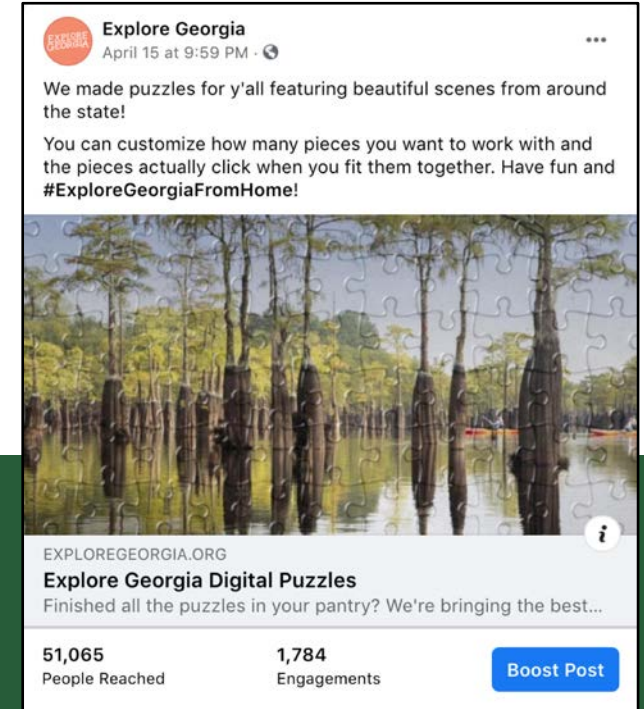 EXPLORE
GEORGIA
Explore Georgia
April 15 at 9:59 PM ·
We made puzzles for y'all featuring beautiful scenes from around
the state!
You can customize how many pieces you want to work with and
the pieces actually click when you fit them together. Have fun and
#ExploreGeorgiaFromHome!
i
EXPLOREGEORGIA.ORG
Explore Georgia Digital Puzzles
Finished all the puzzles in your pantry? We're bringing the best...
51,065 1,784
People Reached Engagements
Boost Post